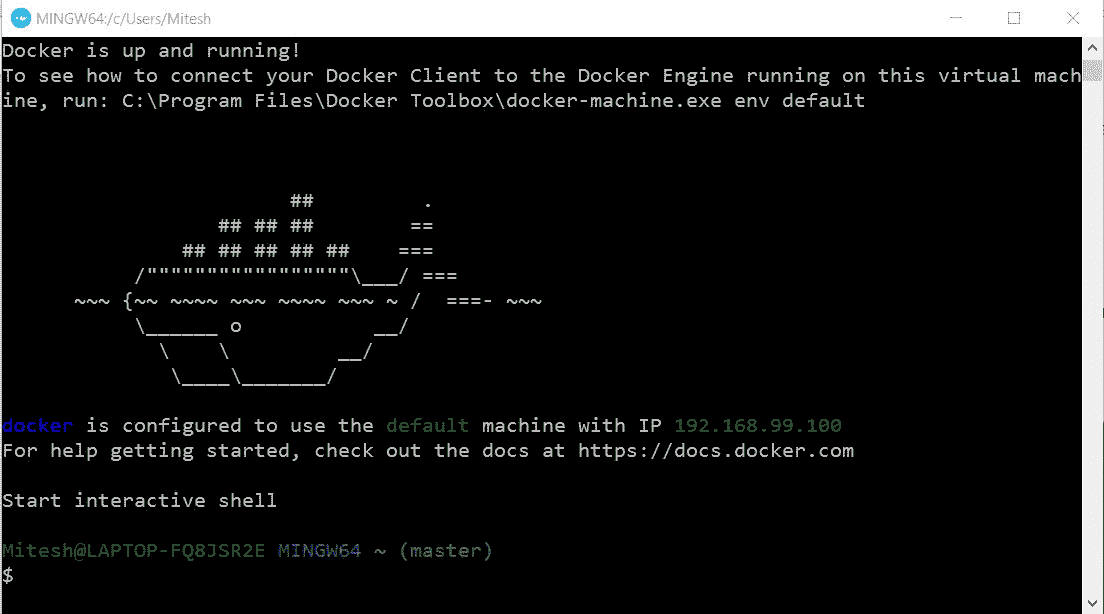 MINGW64:/c/Users/Mitesh
Docker is up and running!
To see how to connect your Docker Client to the Docker Engine running on this virtual mach
ine, run: C:\Program Files\Docker Toolbox\docker-machine.exe env default
                        ##         .
                  ## ## ##        ==
               ## ## ## ## ##    ===
           /"""""""""""""""""\___/ ===
      ~~~ {~~ ~~~~ ~~~ ~~~~ ~~~ ~ /  ===- ~~~
           \______ o           __/
             \    \         __/
              \____\_______/
docker is configured to use the default machine with IP 192.168.99.100
For help getting started, check out the docs at https://docs.docker.com
Start interactive shell
Mitesh@LAPTOP-FQ8JSR2E MINGW64 ~ (master)
$